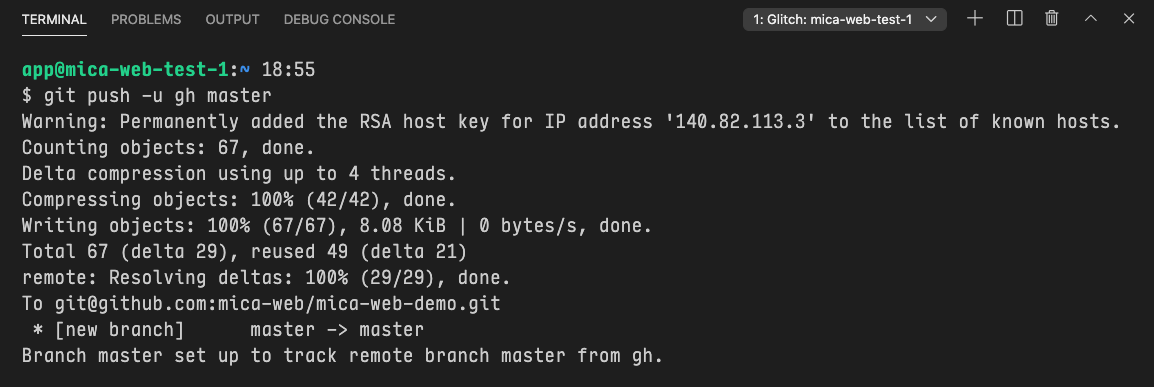 TERMINAL PROBLEMS OUTPUT DEBUG CONSOLE 1: Glitch: mica-web-test-1
app@mica-web-test-1:~ 18:55
$ git push -u gh master
Warning: Permanently added the RSA host key for IP address '140.82.113.3' to the list of known hosts.
Counting objects: 67, done.
Delta compression using up to 4 threads.
Compressing objects: 100% (42/42), done.
Writing objects: 100% (67/67), 8.08 KiB | 0 bytes/s, done.
Total 67 (delta 29), reused 49 (delta 21)
remote: Resolving deltas: 100% (29/29), done.
To git@github.com:mica-web/mica-web-demo.git
 * [new branch]      master -> master
Branch master set up to track remote branch master from gh.